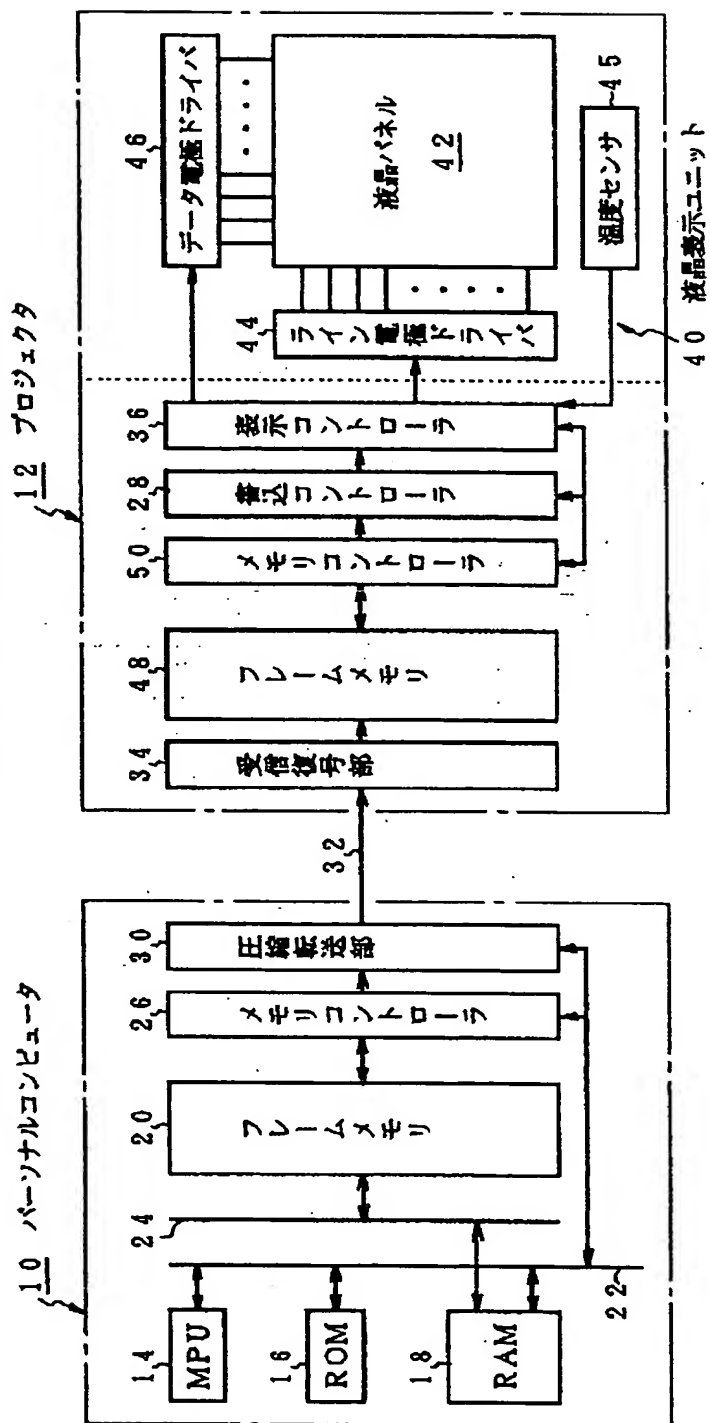 10 パーソナルコンピュータ
14
MPU
16
ROM
18
RAM
22
24
20
フレームメモリ
26
メモリコントローラ
30
圧縮転送部
32
12 プロジェクタ
34
受信復号部
48
フレームメモリ
50
メモリコントローラ
28
書込コントローラ
36
表示コントローラ
44
ライン電極ドライバ
46
データ電極ドライバ
液晶パネル
42
温度センサ
45
40
液晶表示ユニット